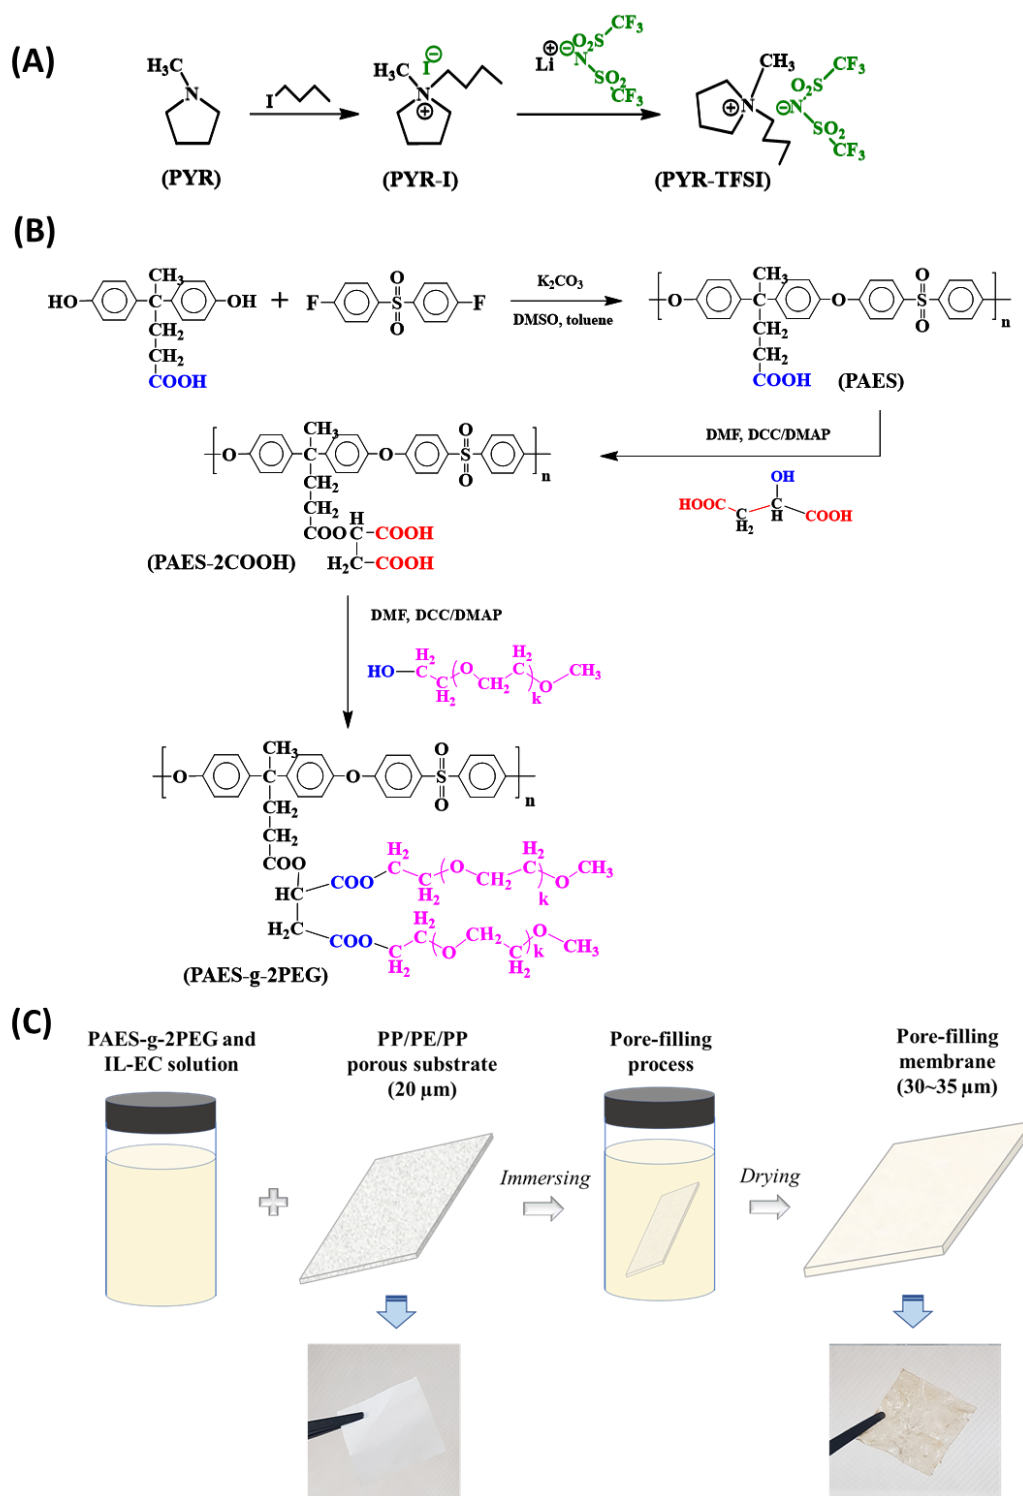 (A)
H₃C
N
(PYR)
I
H₃C
I⊖
N
⊕
(PYR-I)
Li⊕
CF₃
O₂S
⊖N
SO₂
CF₃
CH₃
⊕N
CF₃
O₂S
⊖N
SO₂
CF₃
(PYR-TFSI)
(B)
HO
CH₃
C
OH
CH₂
CH₂
COOH
+
F
O
S
O
F
K₂CO₃
DMSO, toluene
O
CH₃
C
O
O
S
O
n
CH₂
CH₂
COOH
(PAES)
DMF, DCC/DMAP
OH
HOOC
C
H₂
C
H
COOH
O
CH₃
C
O
O
S
O
n
CH₂
CH₂
H
COOC-COOH
H₂C-COOH
(PAES-2COOH)
DMF, DCC/DMAP
HO
H₂
C
C
H₂
O
CH₂
H₂
C
k
O
CH₃
O
CH₃
C
O
O
S
O
n
CH₂
CH₂
COO
HC
COO
H₂
C
C
H₂
O
CH₂
H₂
C
k
O
CH₃
H₂C
COO
C
H₂
H₂
C
O
CH₂
C
H₂
k
O
CH₃
(PAES-g-2PEG)
(C)
PAES-g-2PEG and
IL-EC solution
PP/PE/PP
porous substrate
(20 µm)
Pore-filling
process
Pore-filling
membrane
(30~35 µm)
Immersing
Drying